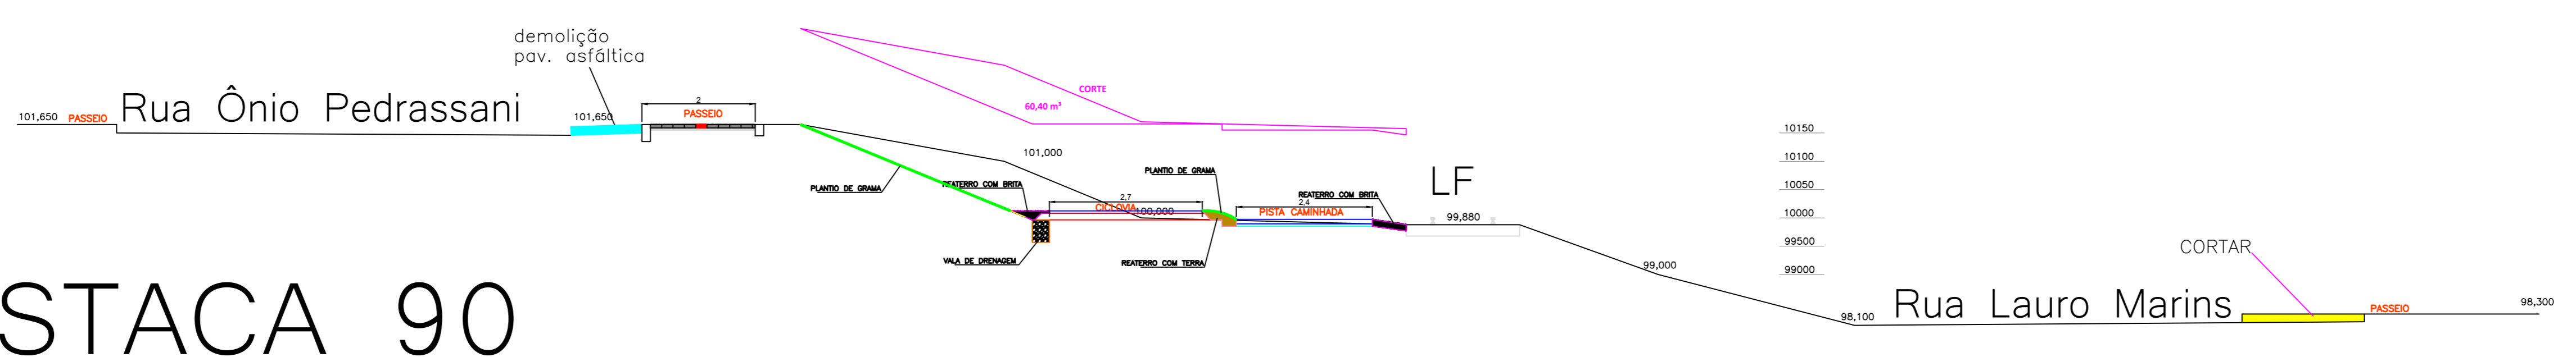 demolição
pav. asfáltica
Rua Ônio Pedrassani
101,650
PASSEIO
101,650
2
PASSEIO
CORTE
60,40 m³
101,000
PLANTIO DE GRAMA
REATERRO COM BRITA
PLANTIO DE GRAMA
2,7
CICLOVIA
100,000
REATERRO COM BRITA
2,4
PISTA CAMINHADA
LF
99,880
VALA DE DRENAGEM
REATERRO COM TERRA
10150
10100
10050
10000
99500
99000
99,000
98,100
Rua Lauro Marins
CORTAR
PASSEIO
98,300
STACA 90